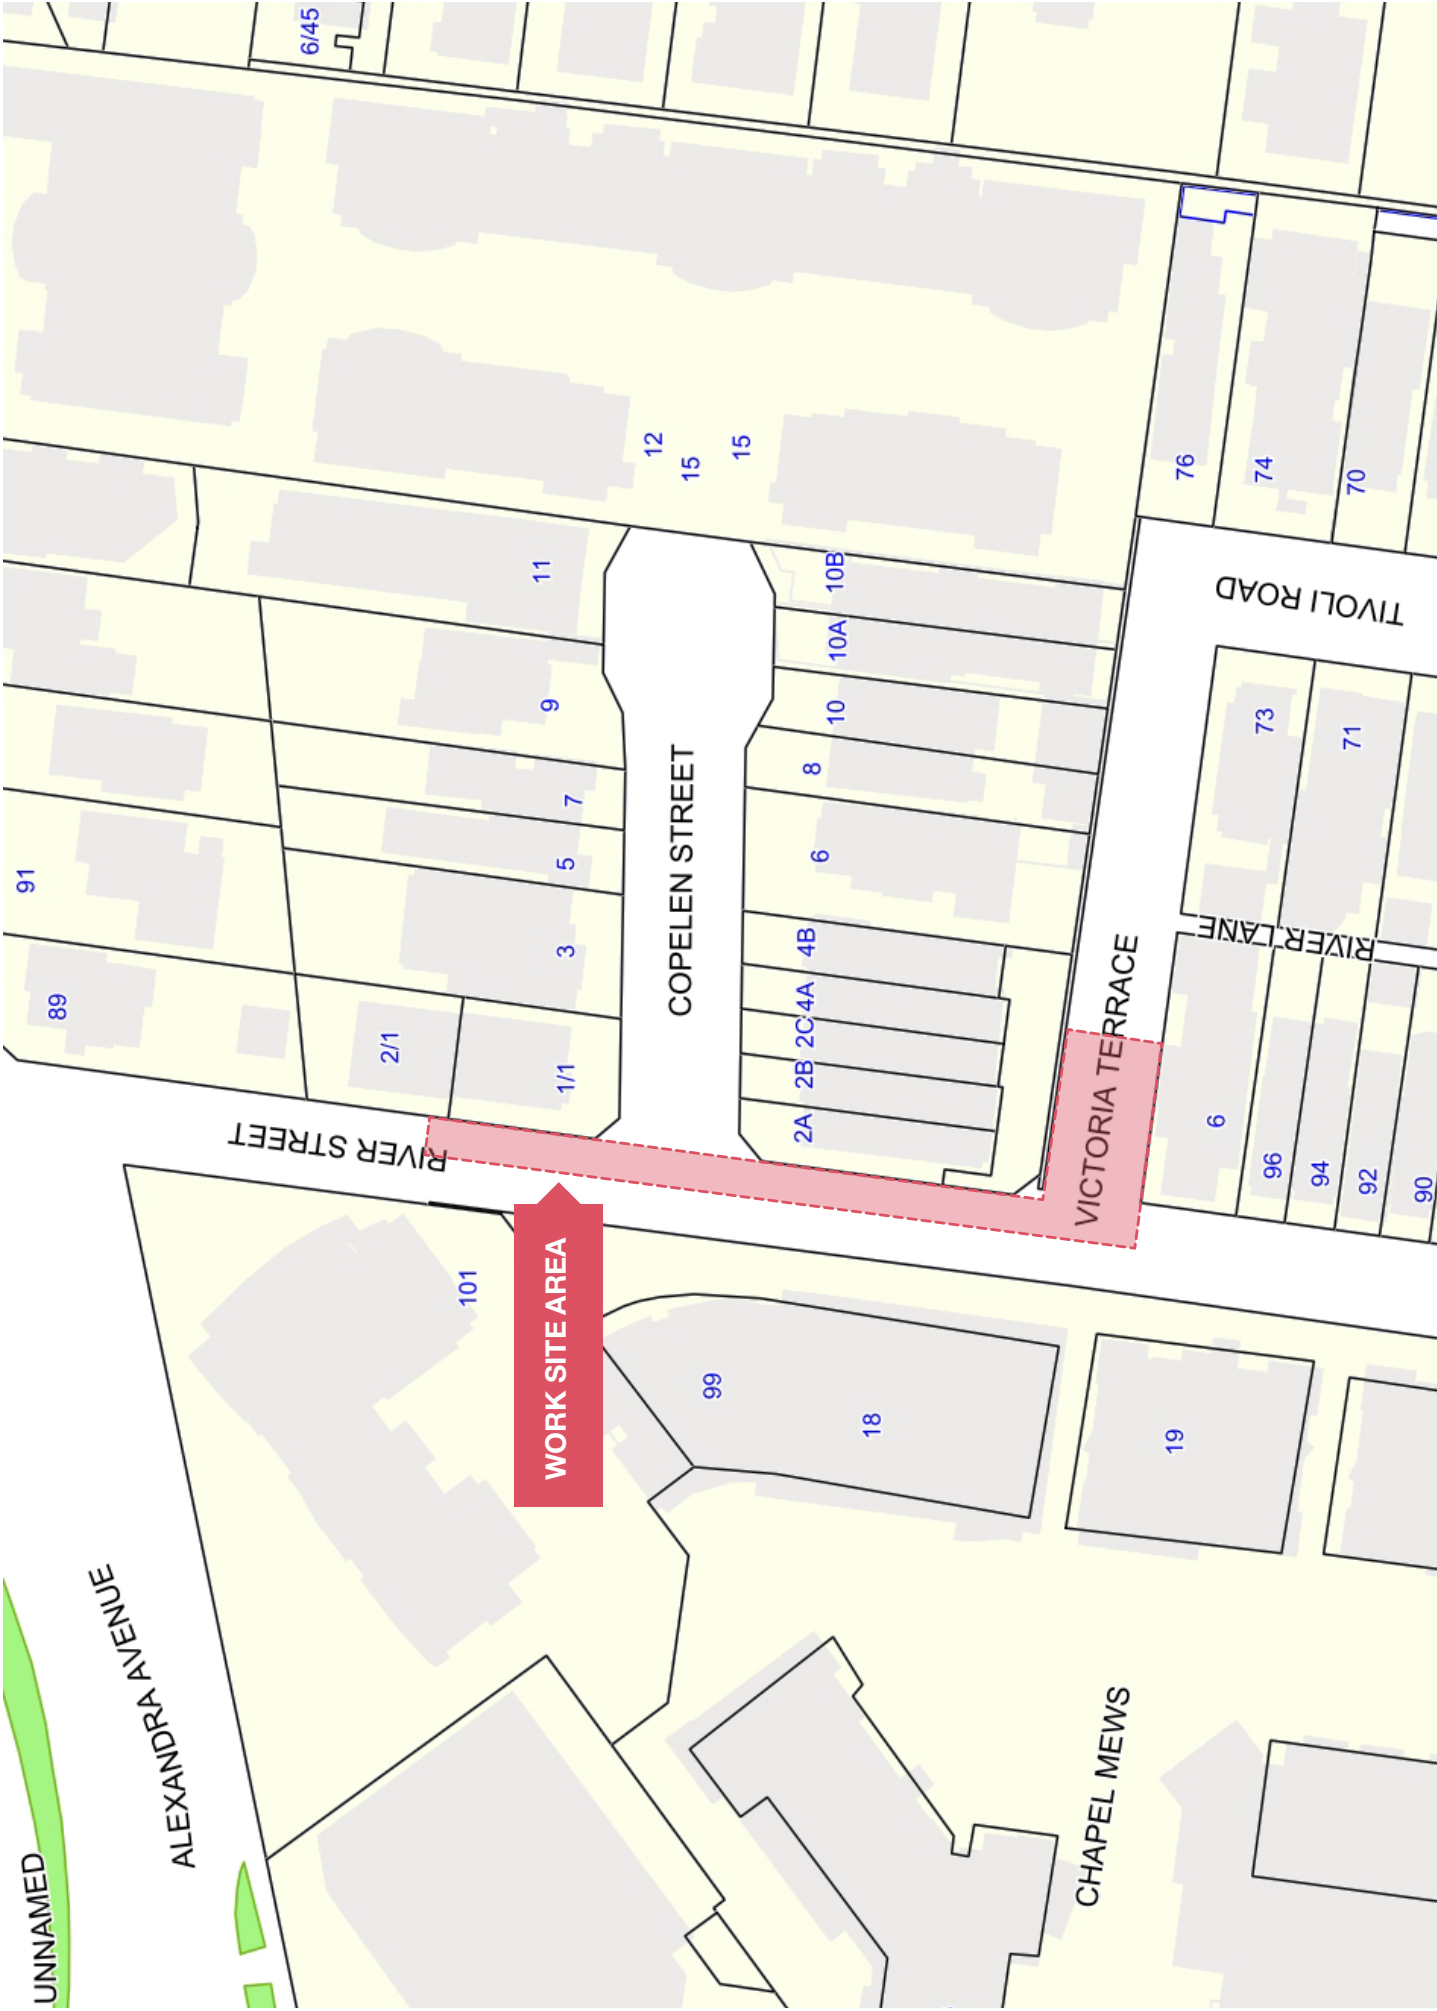 6/45
12
15
15
76
74
70
11
10B
10A
10
9
8
7
6
5
4B
3
4A
2C
2B
2A
COPELEN STREET
TIVOLI ROAD
73
71
RIVER LANE
VICTORIA TERRACE
91
89
2/1
1/1
RIVER STREET
6
96
94
92
90
WORK SITE AREA
101
99
18
19
ALEXANDRA AVENUE
UNNAMED
CHAPEL MEWS